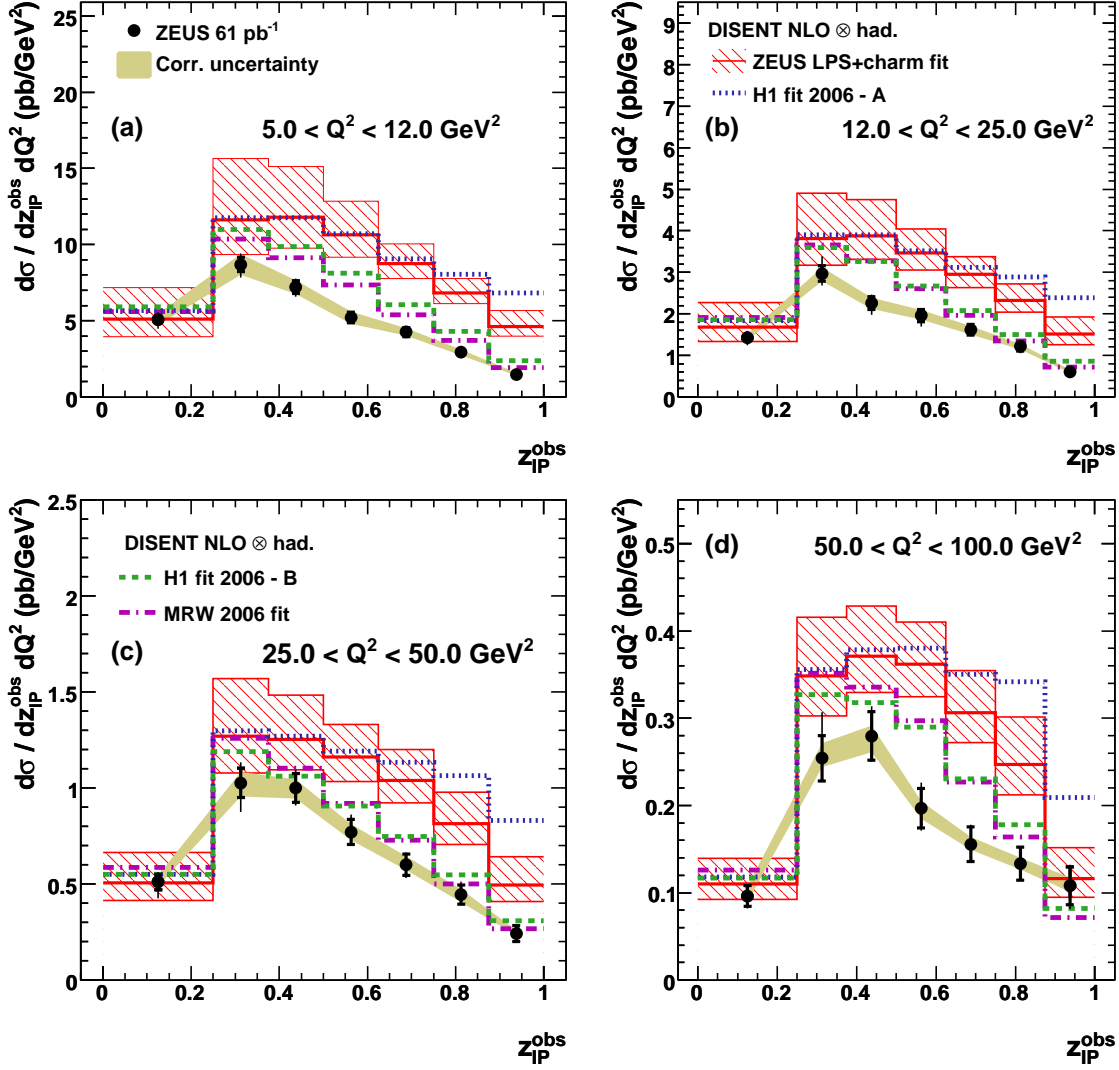 dσ / dz_IP^obs dQ² (pb/GeV²)
25
20
15
10
5
0
ZEUS 61 pb⁻¹
Corr. uncertainty
(a)
5.0 < Q² < 12.0 GeV²
0 0.2 0.4 0.6 0.8 1
z_IP^obs
dσ / dz_IP^obs dQ² (pb/GeV²)
9
8
7
6
5
4
3
2
1
0
DISENT NLO ⊗ had.
ZEUS LPS+charm fit
H1 fit 2006 - A
(b)
12.0 < Q² < 25.0 GeV²
0 0.2 0.4 0.6 0.8 1
z_IP^obs
dσ / dz_IP^obs dQ² (pb/GeV²)
2.5
2
1.5
1
0.5
0
DISENT NLO ⊗ had.
H1 fit 2006 - B
MRW 2006 fit
(c)
25.0 < Q² < 50.0 GeV²
0 0.2 0.4 0.6 0.8 1
z_IP^obs
dσ / dz_IP^obs dQ² (pb/GeV²)
0.5
0.4
0.3
0.2
0.1
0
(d)
50.0 < Q² < 100.0 GeV²
0 0.2 0.4 0.6 0.8 1
z_IP^obs